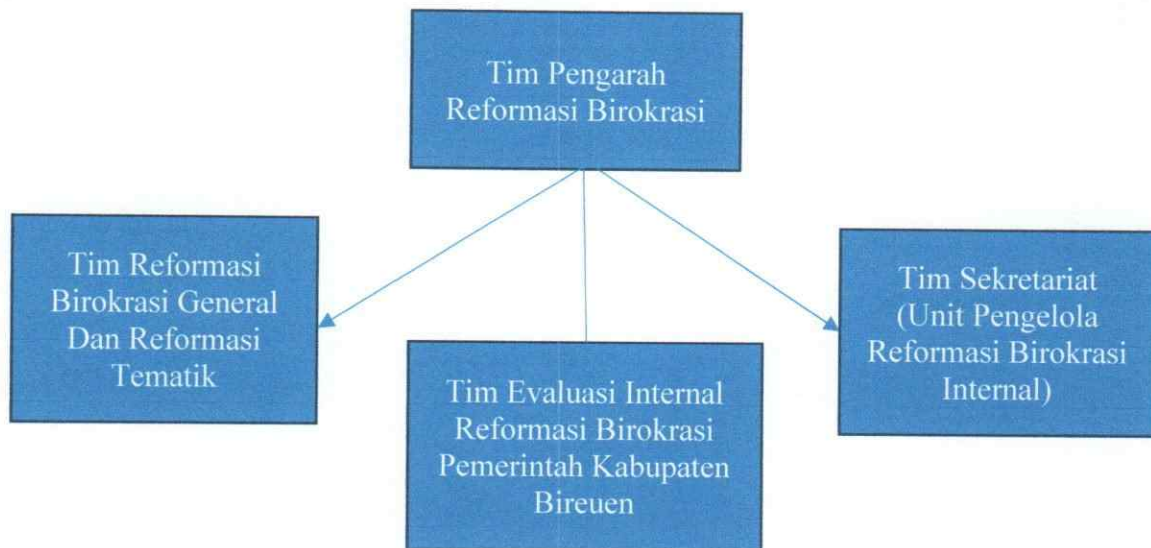 Tim Pengarah
Reformasi Birokrasi
Tim Reformasi
Birokrasi General
Dan Reformasi
Tematik
Tim Evaluasi Internal
Reformasi Birokrasi
Pemerintah Kabupaten
Bireuen
Tim Sekretariat
(Unit Pengelola
Reformasi Birokrasi
Internal)